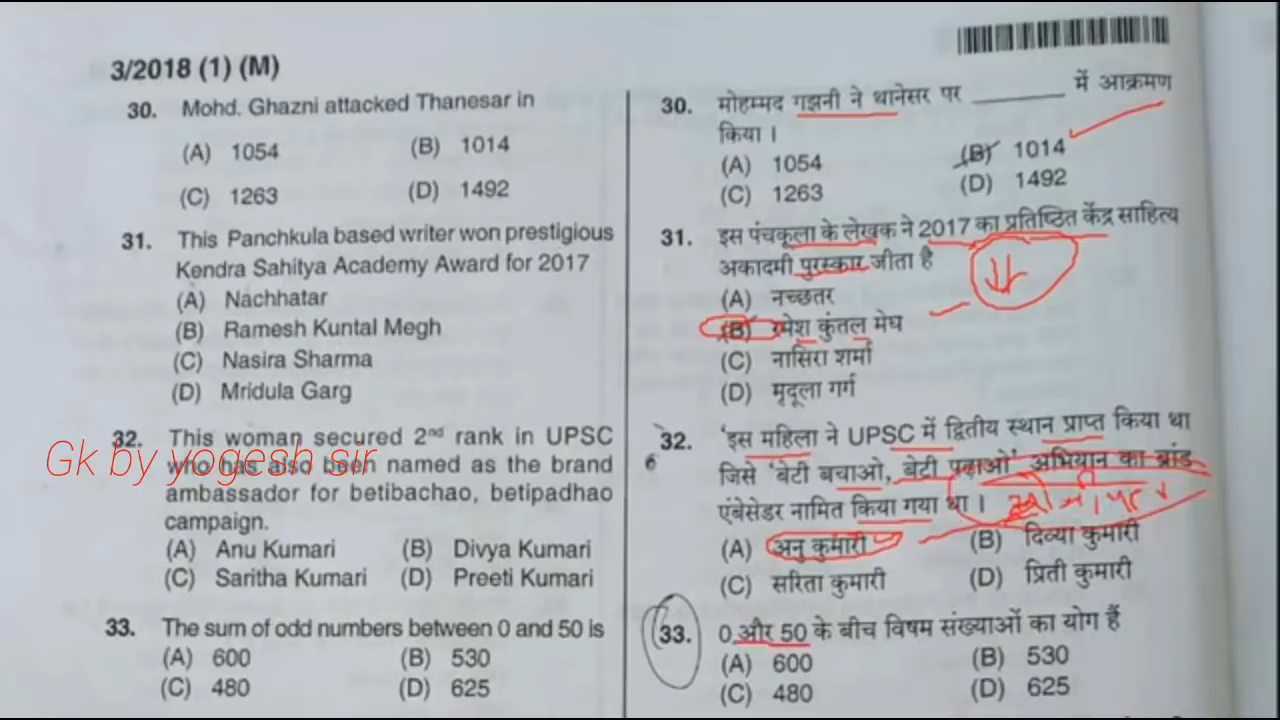 3/2018 (1) (M)
30. Mohd. Ghazni attacked Thanesar in
(A) 1054 (B) 1014
(C) 1263 (D) 1492
31. This Panchkula based writer won prestigious
Kendra Sahitya Academy Award for 2017
(A) Nachhatar
(B) Ramesh Kuntal Megh
(C) Nasira Sharma
(D) Mridula Garg
32. This woman secured 2nd rank in UPSC
who has also been named as the brand
ambassador for betibachao, betipadhao
campaign.
(A) Anu Kumari (B) Divya Kumari
(C) Saritha Kumari (D) Preeti Kumari
33. The sum of odd numbers between 0 and 50 is
(A) 600 (B) 530
(C) 480 (D) 625
Gk by yogesh sir
30. मोहम्मद गझनी ने थानेसर पर ________ में आक्रमण
किया ।
(A) 1054 (B) 1014
(C) 1263 (D) 1492
31. इस पंचकूला के लेखक ने 2017 का प्रतिष्ठित केंद्र साहित्य
अकादमी पुरस्कार जीता है
(A) नच्छतर
(B) रमेश कुंतल मेघ
(C) नासिरा शर्मा
(D) मृदूला गर्ग
32. 'इस महिला ने UPSC में द्वितीय स्थान प्राप्त किया था
जिसे 'बेटी बचाओ, बेटी पढ़ाओ' अभियान का ब्रांड
एंबेसेडर नामित किया गया था ।
(A) अनु कुमारी (B) दिव्या कुमारी
(C) सरिता कुमारी (D) प्रिती कुमारी
33. 0 और 50 के बीच विषम संख्याओं का योग हैं
(A) 600 (B) 530
(C) 480 (D) 625